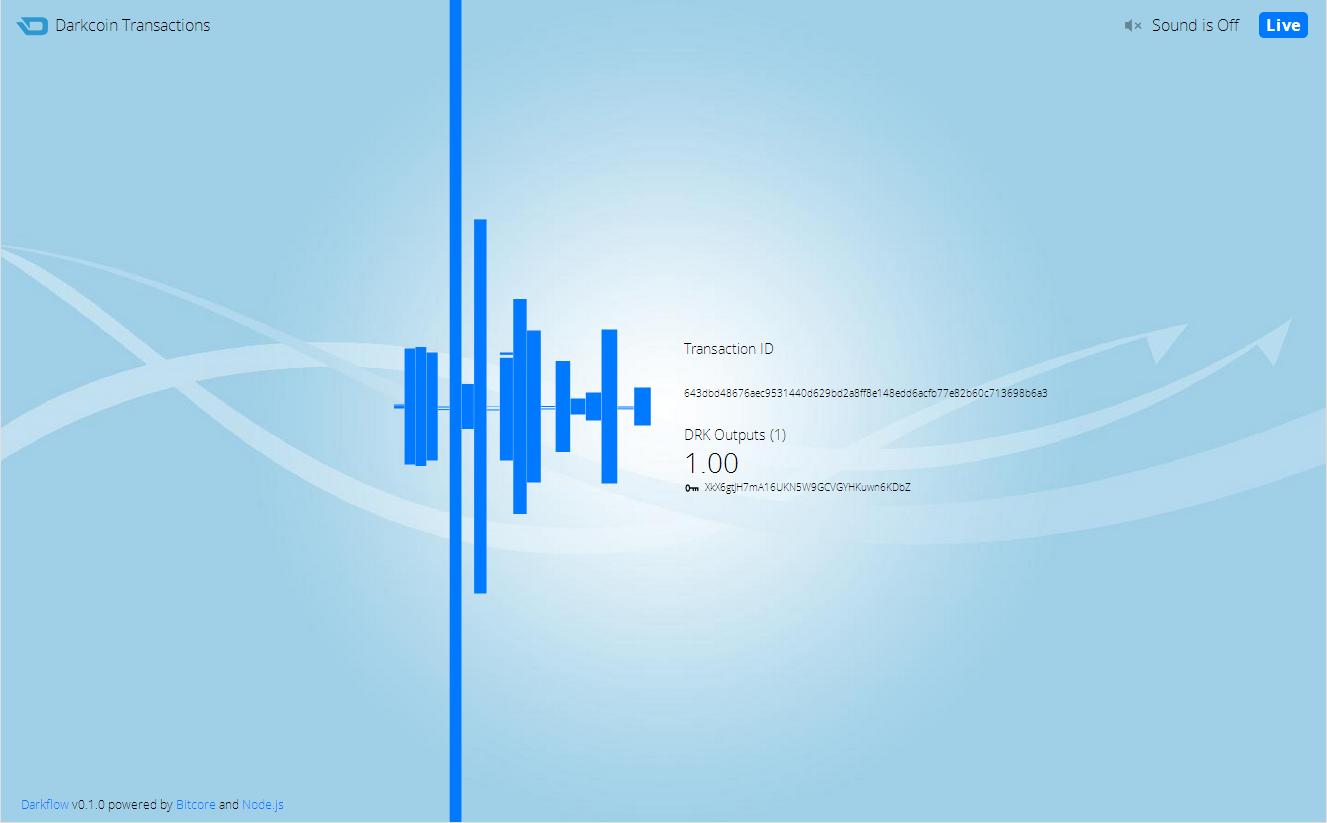 Darkcoin Transactions
Sound is Off
Live
Transaction ID
643dbd48676aec9531440d629bd2a8ff8e148edd6acfb77e82b60c713698b6a3
DRK Outputs (1)
1.00
XkX6gtJH7mA16UKN5W9GCVGYHKuwn6KDbZ
Darkflow v0.1.0 powered by Bitcore and Node.js